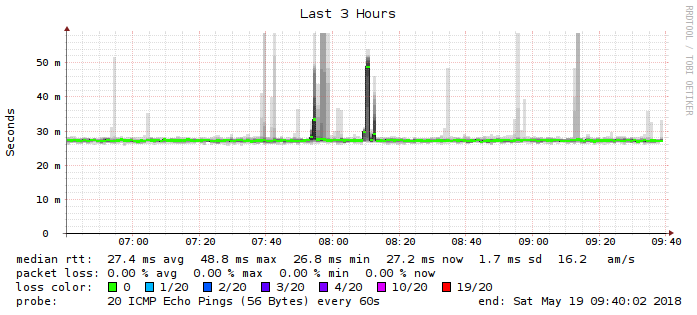 Last 3 Hours
RRDTOOL / TOBI OETIKER
Seconds
50 m
40 m
30 m
20 m
10 m
0
07:00 07:20 07:40 08:00 08:20 08:40 09:00 09:20 09:40
median rtt: 27.4 ms avg 48.8 ms max 26.8 ms min 27.2 ms now 1.7 ms sd 16.2 am/s
packet loss: 0.00 % avg 0.00 % max 0.00 % min 0.00 % now
loss color: 0 1/20 2/20 3/20 4/20 10/20 19/20
probe: 20 ICMP Echo Pings (56 Bytes) every 60s end: Sat May 19 09:40:02 2018